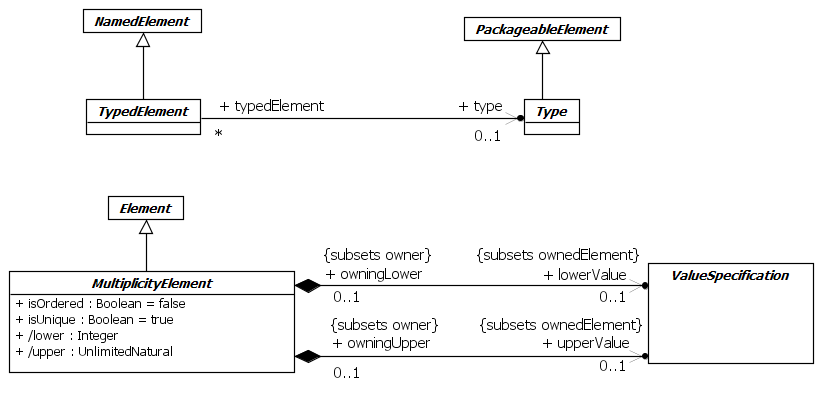 NamedElement
PackageableElement
TypedElement
+ typedElement
+ type
Type
*
0..1
Element
{subsets owner}
{subsets ownedElement}
+ owningLower
+ lowerValue
ValueSpecification
MultiplicityElement
0..1
0..1
+ isOrdered : Boolean = false
+ isUnique : Boolean = true
+ /lower : Integer
+ /upper : UnlimitedNatural
{subsets owner}
{subsets ownedElement}
+ owningUpper
+ upperValue
0..1
0..1